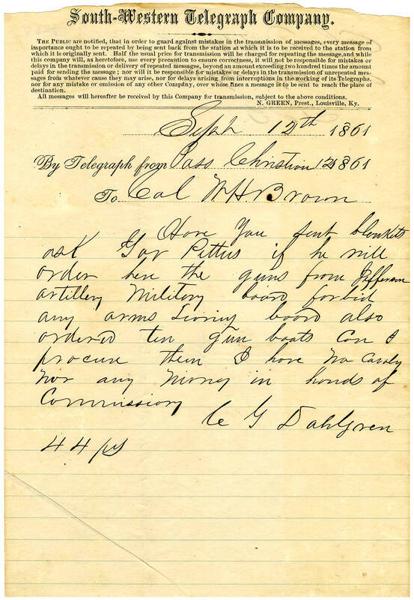 South-Western Telegraph Company.
THE PUBLIC are notified, that in order to guard against mistakes in the transmission of messages, every message of
importance ought to be repeated by being sent back from the station at which it is to be received to the station from
which it is originally sent. Half the usual price for transmission will be charged for repeating the message, and while
this company will, as heretofore, use every precation to ensure correctness, it will not be responsible for mistakes or
delays in the transmission or delivery of repeated messages, beyond an amount exceeding two hundred times the amount
paid for sending the message; nor will it be responsible for mistakes or delays in the transmission of unrepeated mes-
sages from whatever cause they may arise, nor for delays arising from interruptions in the working of its Telegraphs,
nor for any mistake or omission of any other Company, over whose lines a message is to be sent to reach the place of
destination.
All messages will hereafter be received by this Company for transmission, subject to the above conditions.
N. GREEN, Prest., Louisville, Ky.
Sept 12th 1861
By Telegraph from Pass Christian 12 1861
To Col W H Brown
Have You sent blankets
ask Gov Pettus if he will
order here the guns from Jefferson
artillery Military board forbid
any arms leaving board also
ordered ten gun boats Can I
procure them I have no Cavalry
nor any money in hands of
Commission
C G Dahlgren
44